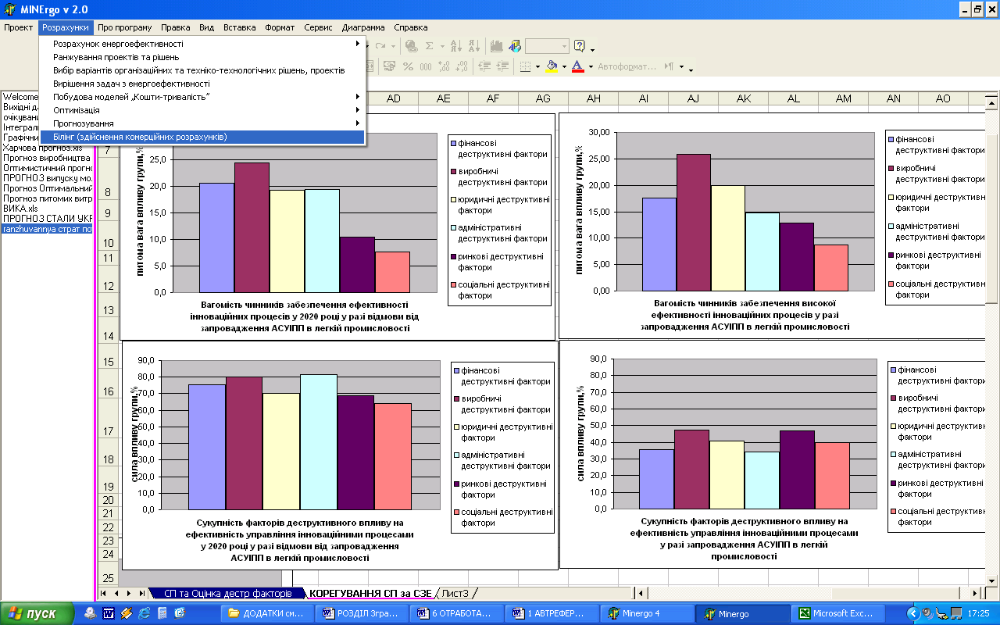 MINErgo v 2.0
Проект Розрахунки Про програму Правка Вид Вставка Формат Сервис Диаграмма Справка
Розрахунок енергоефективності
Ранжування проектів та рішень
Вибір варіантів організаційних та техніко-технологічних рішень, проектів
Вирішення задач з енергоефективності
Побудова моделей „Кошти-тривалість”
Оптимізація
Прогнозування
Білінг (здійснення комерційних розрахунків)
Автоформат...
Welcome
Вихідні д
очікуван
Інтеграль
Графічни
Харчова прогноз.xls
Прогноз виробництва
Оптимистичний прогно
ПРОГНОЗ випуску мо.
Прогноз Оптимальний
Прогноз питомих витр
ВИКА.xls
ПРОГНОЗ СТАЛИ УКР
ranzhuvannya страт по
AD AE AF AG AH AI AJ AK AL AM AN AO
7
8
9
10
11
12
13
14
15
16
17
18
19
20
21
22
23
24
25
питома вага впливу групи,%
25,0
20,0
15,0
10,0
5,0
0,0
фінансові
деструктивні фактори
виробничі
деструктивні фактори
юридичні деструктивні
фактори
адміністративні
деструктивні фактори
ринкові деструктивні
фактори
соціальні деструктивні
фактори
Вагомість чинників забезпечення ефективності
інноваційних процесів у 2020 році у разі відмови від
запровадження АСУІПП в легкій промисловості
питома вага впливу групи,%
30,00
25,00
20,00
15,00
10,00
5,00
0,00
фінансові
деструктивні фактори
виробничі
деструктивні фактори
юридичні деструктивні
фактори
адміністративні
деструктивні фактори
ринкові деструктивні
фактори
соціальні деструктивні
фактори
Вагомість чинників забезпечення високої
ефективності інноваційних процесів у разі
запровадження АСУІПП в легкій промисловості
сила впливу групи,%
90,0
80,0
70,0
60,0
50,0
40,0
30,0
20,0
10,0
0,0
фінансові
деструктивні фактори
виробничі
деструктивні фактори
юридичні деструктивні
фактори
адміністративні
деструктивні фактори
ринкові деструктивні
фактори
соціальні деструктивні
фактори
Сукупність факторів деструктивного впливу на
ефективність управління інноваційними процесами
у 2020 році у разі відмови від запровадження
АСУІПП в легкій промисловості
сила впливу групи,%
90,0
80,0
70,0
60,0
50,0
40,0
30,0
20,0
10,0
0,0
фінансові
деструктивні фактори
виробничі
деструктивні фактори
юридичні деструктивні
фактори
адміністративні
деструктивні фактори
ринкові деструктивні
фактори
соціальні деструктивні
фактори
Сукупність факторів деструктивного впливу на
ефективність управління інноваційними процесами
у разі запровадження АСУІПП в легкій
промисловості
СП та Оцінка дестр факторів КОРЕГУВАННЯ СП за СЗЕ Лист3
пуск ДОДАТКИ см... РОЗДІЛ 3гра... 6 ОТРАБОТА... 1 АВТРЕФЕР... Minergo 4 Minergo Microsoft Exc... 17:25